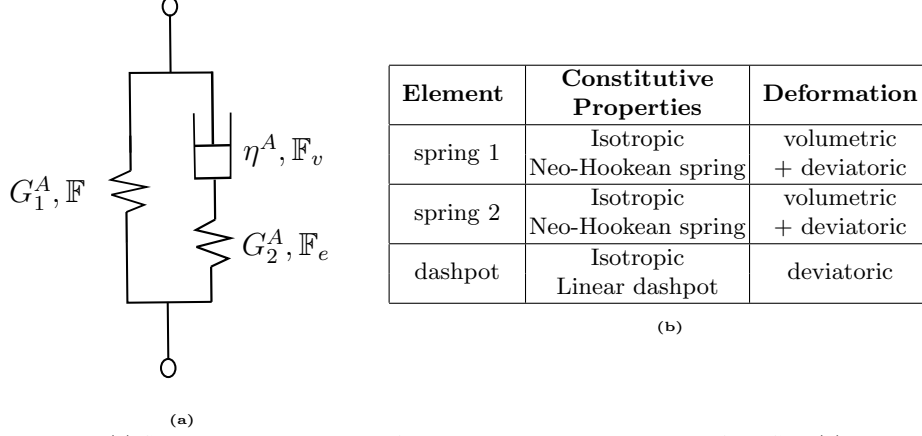 η^A, 𝔽_v
G_1^A, 𝔽
G_2^A, 𝔽_e
(a)
Element Constitutive Properties Deformation
spring 1 Isotropic Neo-Hookean spring volumetric + deviatoric
spring 2 Isotropic Neo-Hookean spring volumetric + deviatoric
dashpot Isotropic Linear dashpot deviatoric
(b)